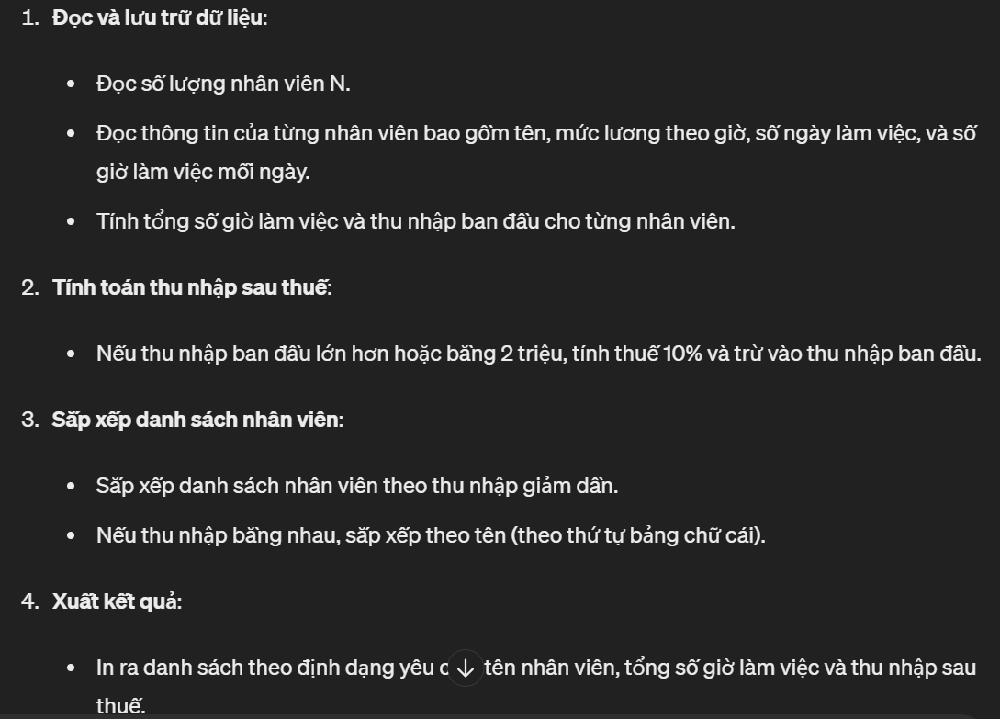 1. Đọc và lưu trữ dữ liệu:
• Đọc số lượng nhân viên N.
• Đọc thông tin của từng nhân viên bao gồm tên, mức lương theo giờ, số ngày làm việc, và số
giờ làm việc mỗi ngày.
• Tính tổng số giờ làm việc và thu nhập ban đầu cho từng nhân viên.
2. Tính toán thu nhập sau thuế:
• Nếu thu nhập ban đầu lớn hơn hoặc bằng 2 triệu, tính thuế 10% và trừ vào thu nhập ban đầu.
3. Sắp xếp danh sách nhân viên:
• Sắp xếp danh sách nhân viên theo thu nhập giảm dần.
• Nếu thu nhập bằng nhau, sắp xếp theo tên (theo thứ tự bảng chữ cái).
4. Xuất kết quả:
• In ra danh sách theo định dạng yêu tên nhân viên, tổng số giờ làm việc và thu nhập sau
thuế.